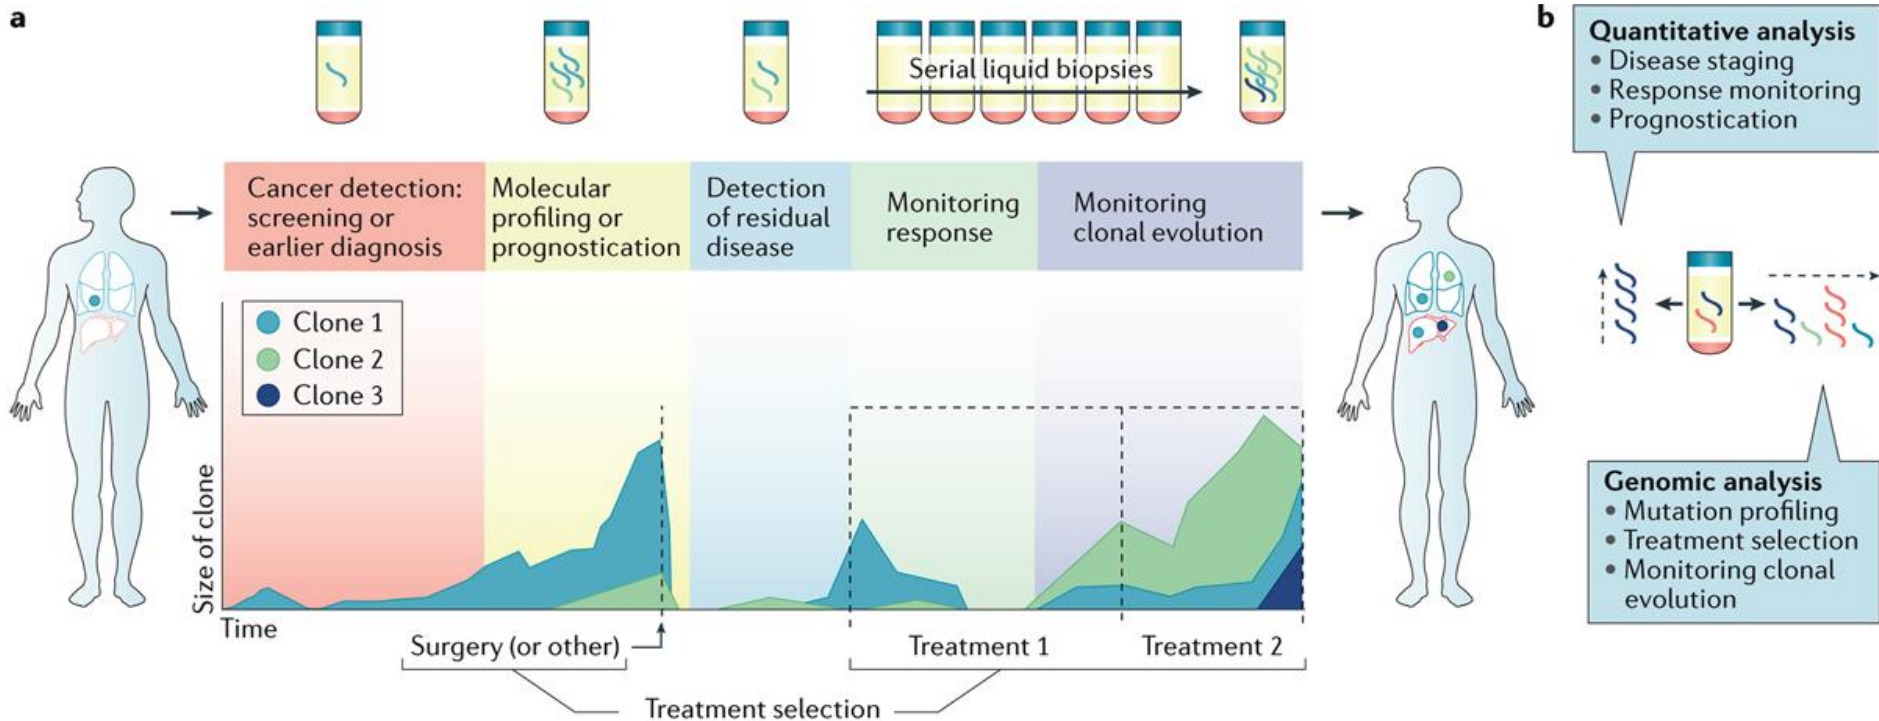 a
Serial liquid biopsies
Cancer detection:
screening or
earlier diagnosis
Molecular
profiling or
prognostication
Detection
of residual
disease
Monitoring
response
Monitoring
clonal evolution
Clone 1
Clone 2
Clone 3
Size of clone
Time
Surgery (or other)
Treatment 1
Treatment 2
Treatment selection
b
Quantitative analysis
• Disease staging
• Response monitoring
• Prognostication
Genomic analysis
• Mutation profiling
• Treatment selection
• Monitoring clonal
evolution